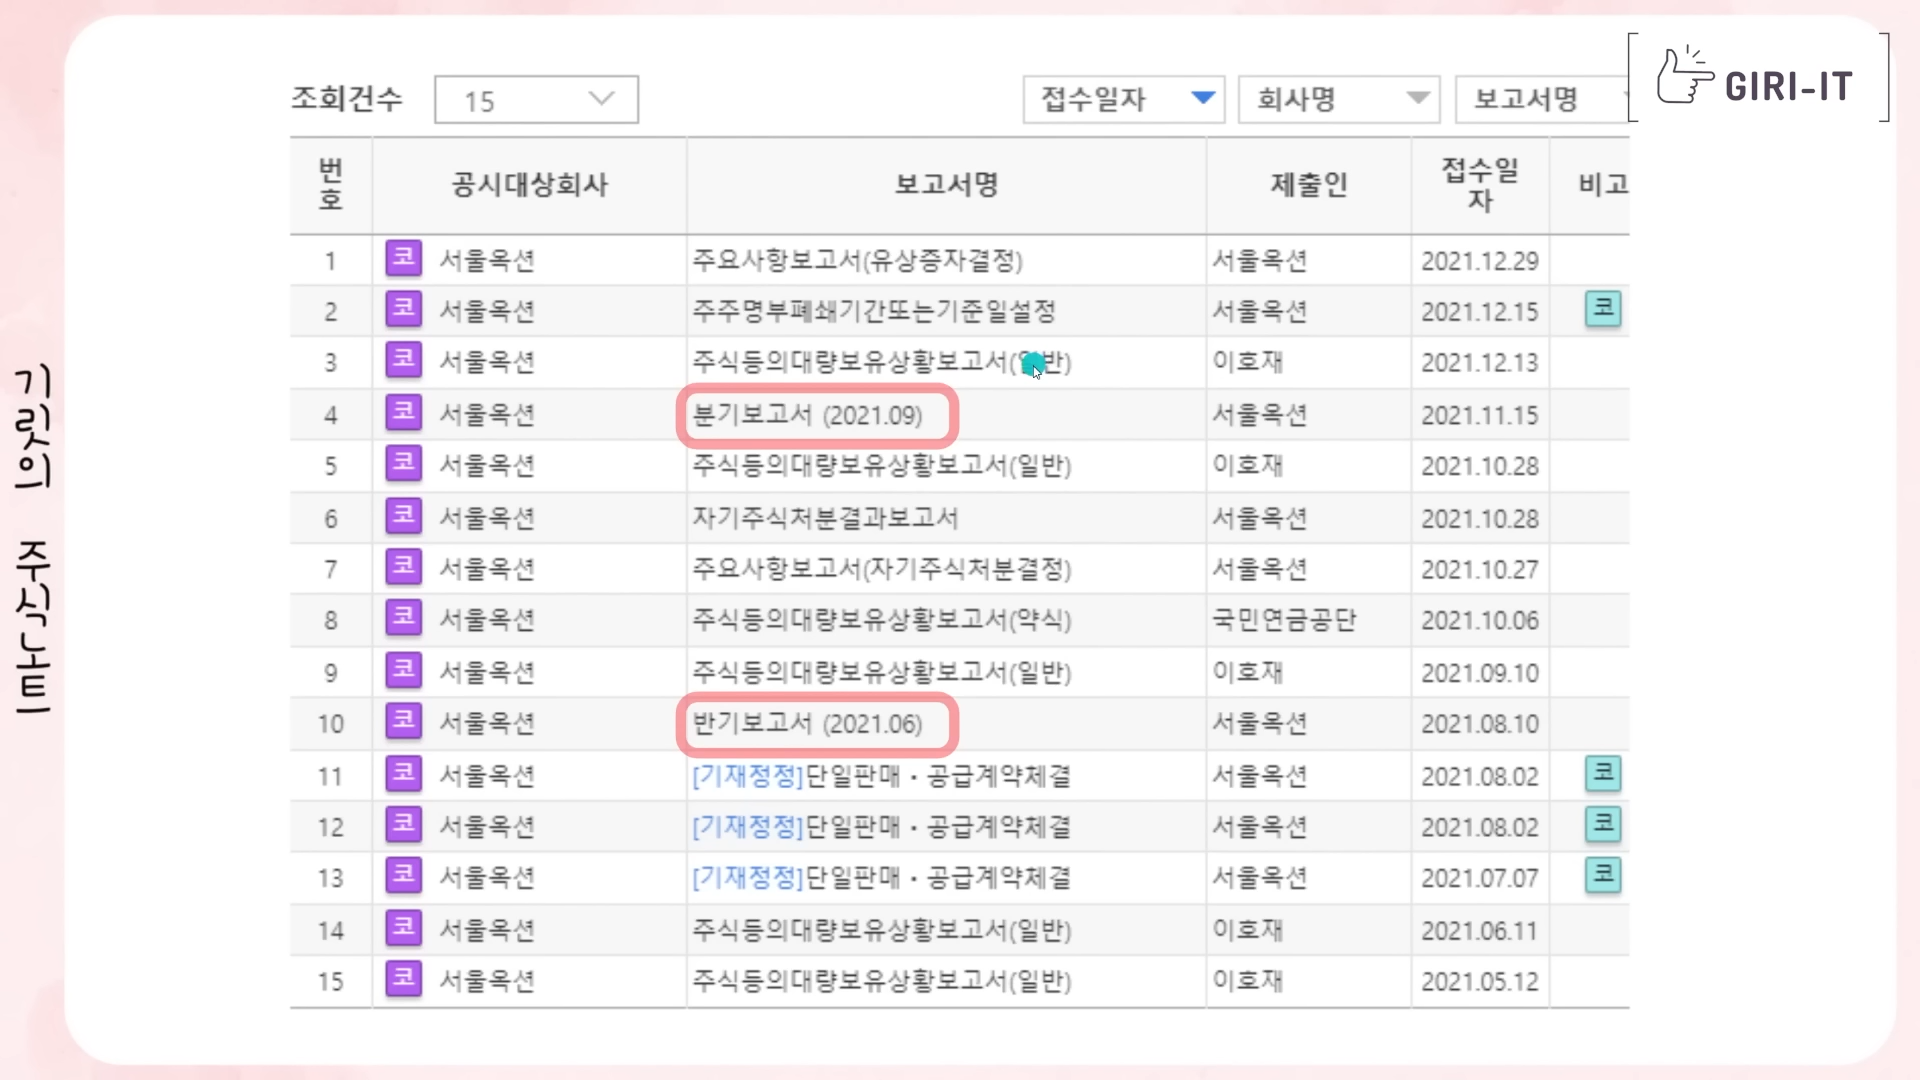 조회건수 15 접수일자 회사명 보고서명
GIRI-IT
번호 공시대상회사 보고서명 제출인 접수일자 비고
1 코 서울옥션 주요사항보고서(유상증자결정) 서울옥션 2021.12.29
2 코 서울옥션 주주명부폐쇄기간또는기준일설정 서울옥션 2021.12.15 코
3 코 서울옥션 주식등의대량보유상황보고서(일반) 이호재 2021.12.13
4 코 서울옥션 분기보고서 (2021.09) 서울옥션 2021.11.15
5 코 서울옥션 주식등의대량보유상황보고서(일반) 이호재 2021.10.28
6 코 서울옥션 자기주식처분결과보고서 서울옥션 2021.10.28
7 코 서울옥션 주요사항보고서(자기주식처분결정) 서울옥션 2021.10.27
8 코 서울옥션 주식등의대량보유상황보고서(약식) 국민연금공단 2021.10.06
9 코 서울옥션 주식등의대량보유상황보고서(일반) 이호재 2021.09.10
10 코 서울옥션 반기보고서 (2021.06) 서울옥션 2021.08.10
11 코 서울옥션 [기재정정]단일판매・공급계약체결 서울옥션 2021.08.02 코
12 코 서울옥션 [기재정정]단일판매・공급계약체결 서울옥션 2021.08.02 코
13 코 서울옥션 [기재정정]단일판매・공급계약체결 서울옥션 2021.07.07 코
14 코 서울옥션 주식등의대량보유상황보고서(일반) 이호재 2021.06.11
15 코 서울옥션 주식등의대량보유상황보고서(일반) 이호재 2021.05.12
기릿의 주식노트